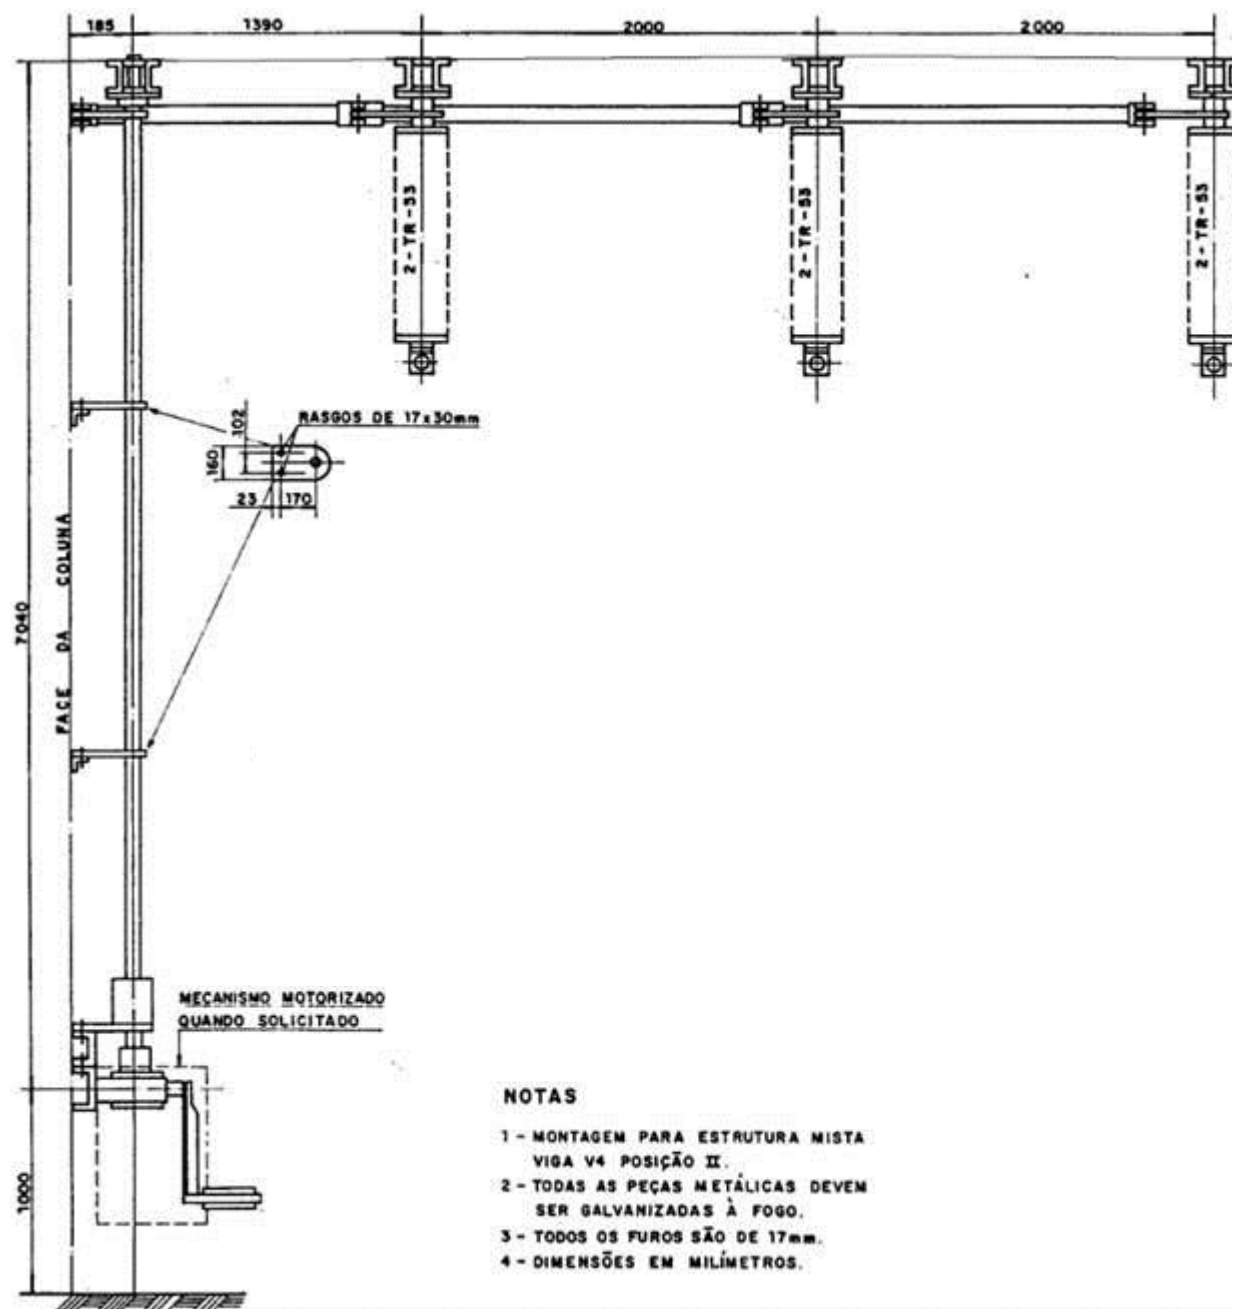 185
1390
2000
2000
2-TR-53
2-TR-53
2-TR-53
RASGOS DE 17x30mm
102
160
23
170
FACE DA COLUNA
7040
MECANISMO MOTORIZADO
QUANDO SOLICITADO
1000
NOTAS
1 - MONTAGEM PARA ESTRUTURA MISTA
VIGA V4 POSIÇÃO II.
2 - TODAS AS PEÇAS METÁLICAS DEVEM
SER GALVANIZADAS À FOGO.
3 - TODOS OS FUROS SÃO DE 17mm.
4 - DIMENSÕES EM MILÍMETROS.